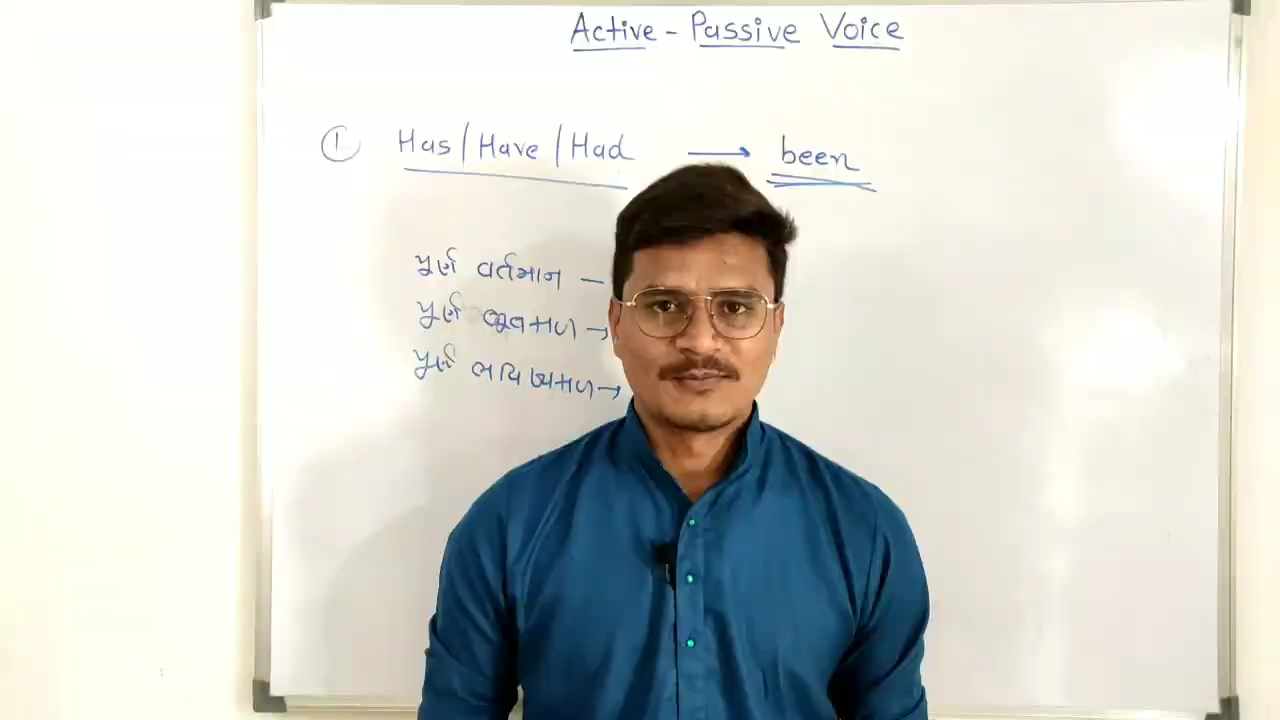 Active - Passive Voice
① Has / Have / Had → been
પૂર્ણ વર્તમાન –
પૂર્ણ ભૂતકાળ →
પૂર્ણ ભવિષ્યકાળ →